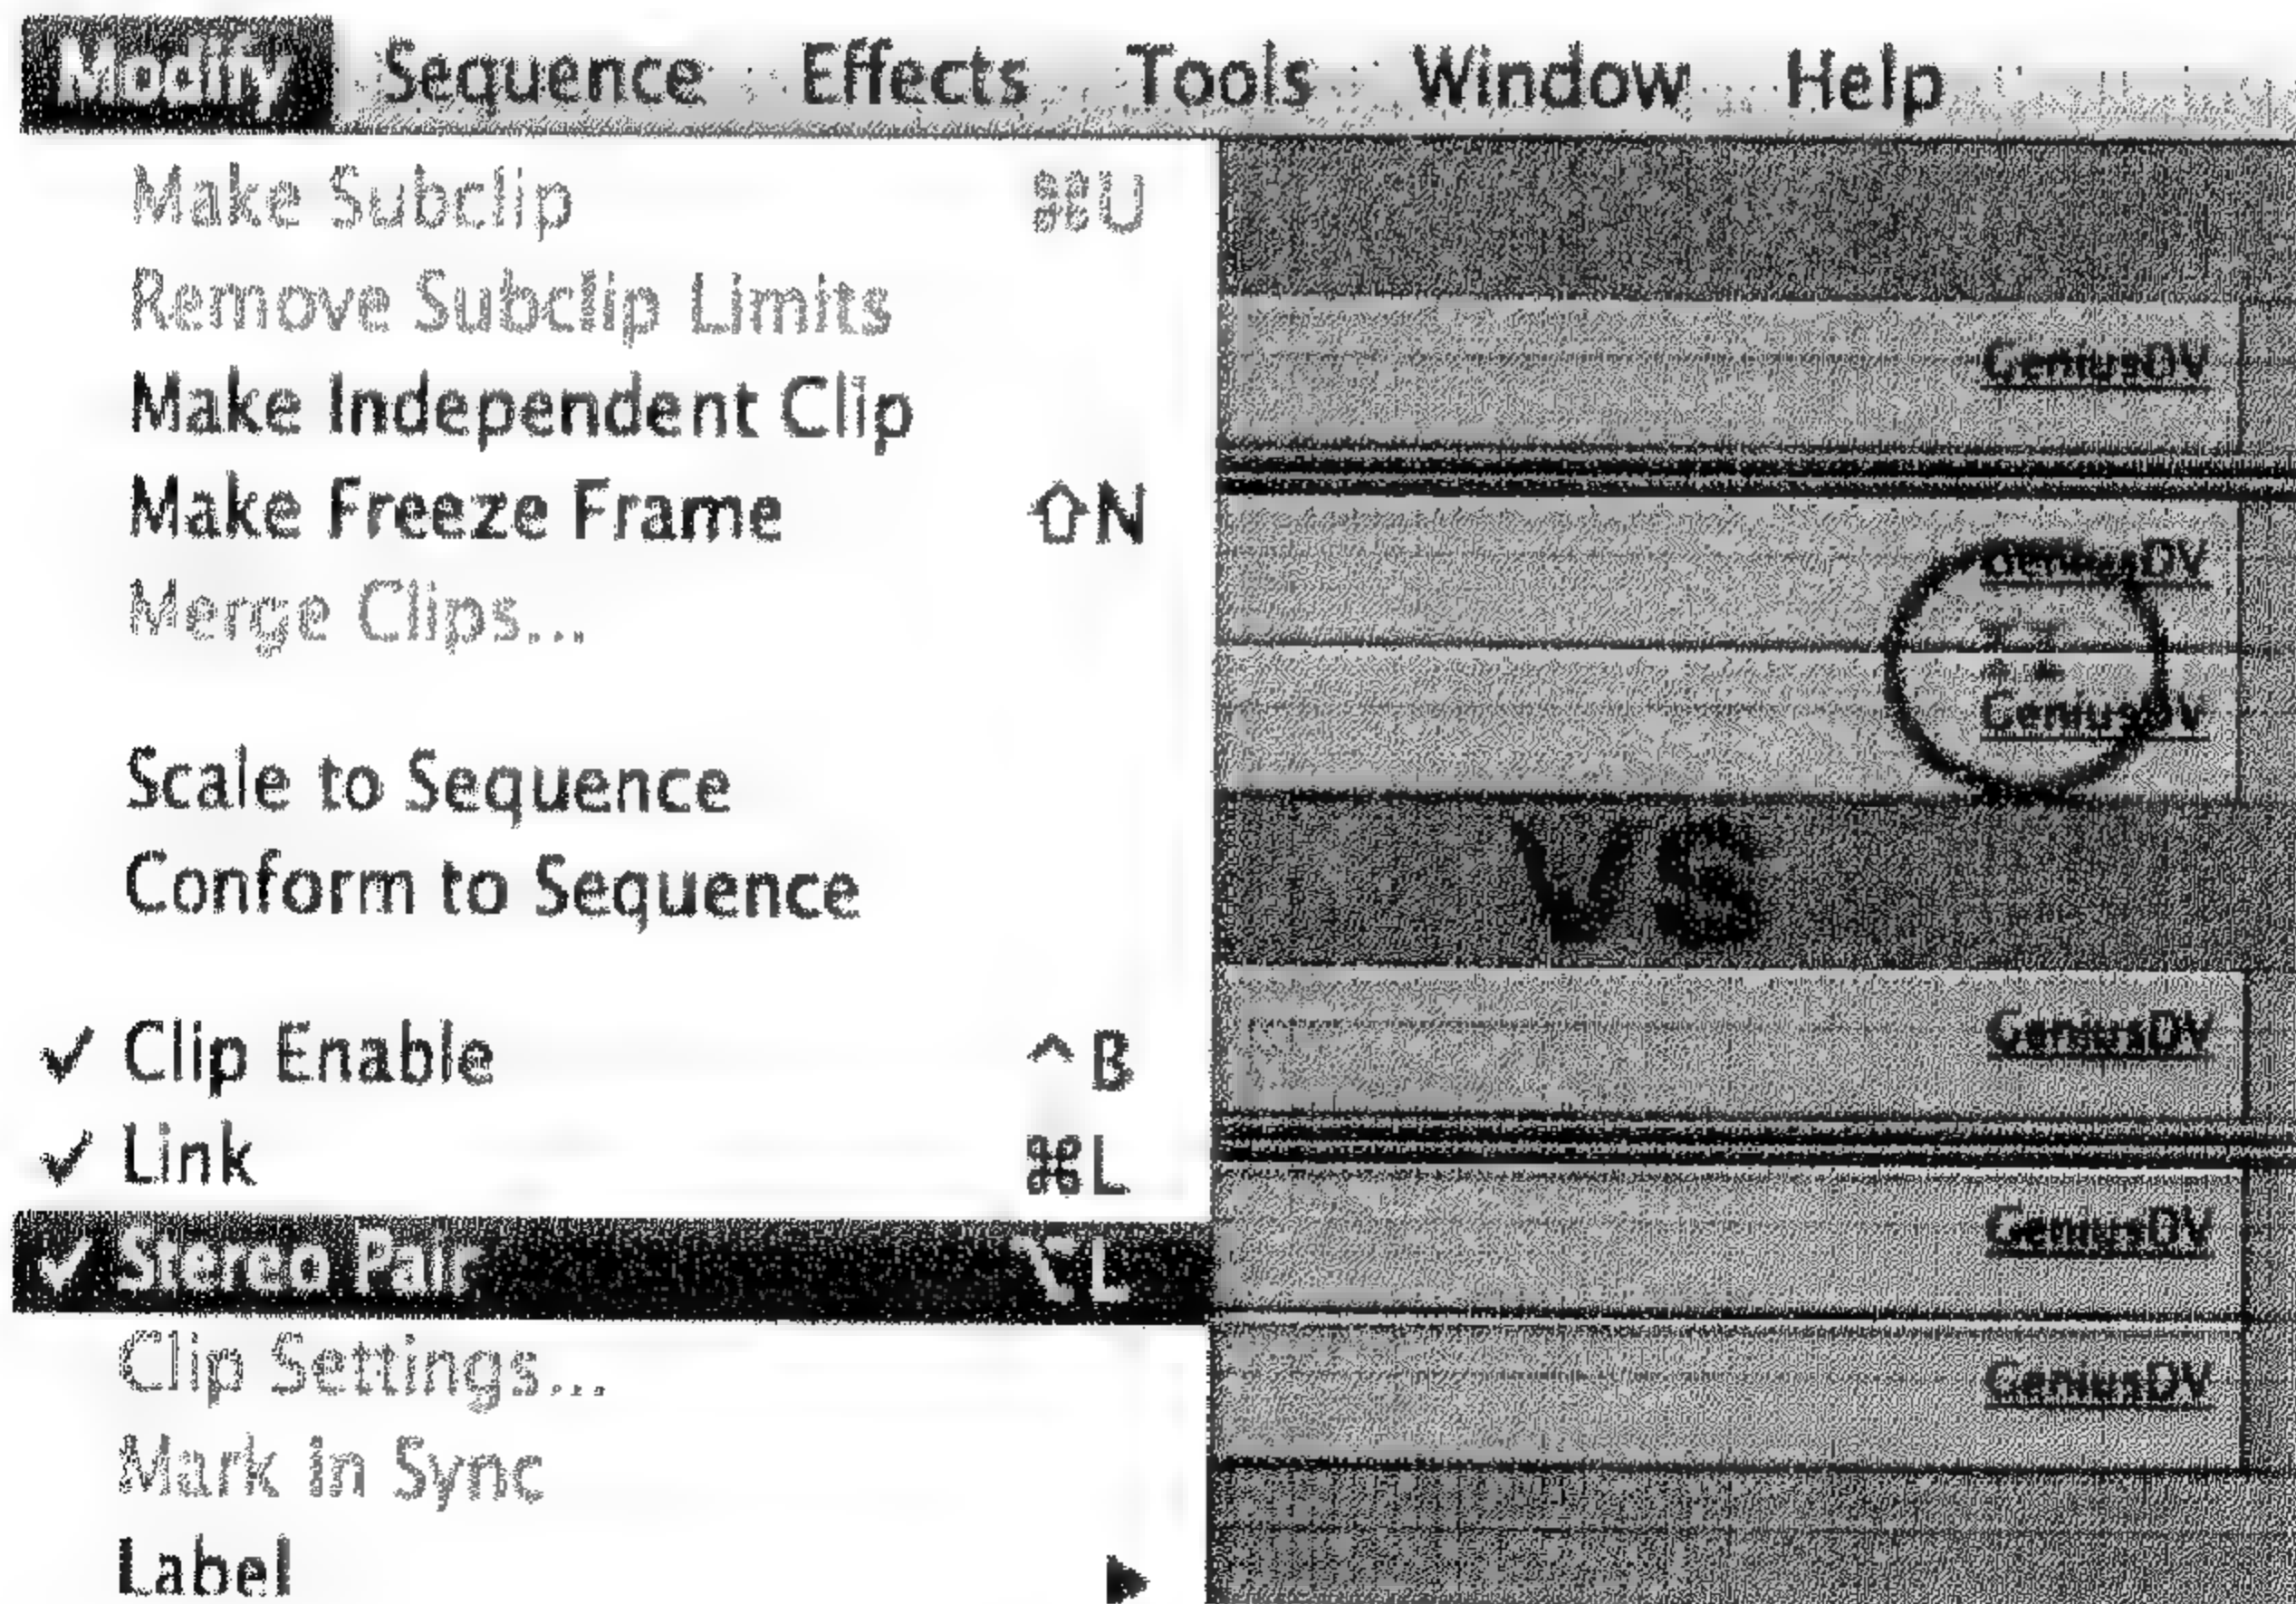 Modify Sequence Effects Tools Window Help
Make Subclip ⌘U
Remove Subclip Limits
Make Independent Clip
Make Freeze Frame ⇧N
Merge Clips...
Scale to Sequence
Conform to Sequence
✓ Clip Enable ^B
✓ Link ⌘L
✓ Stereo Pair ⌥L
Clip Settings...
Mark in Sync
Label ▶
GeniusDV
GeniusDV
GeniusDV
VS
GeniusDV
GeniusDV
GeniusDV